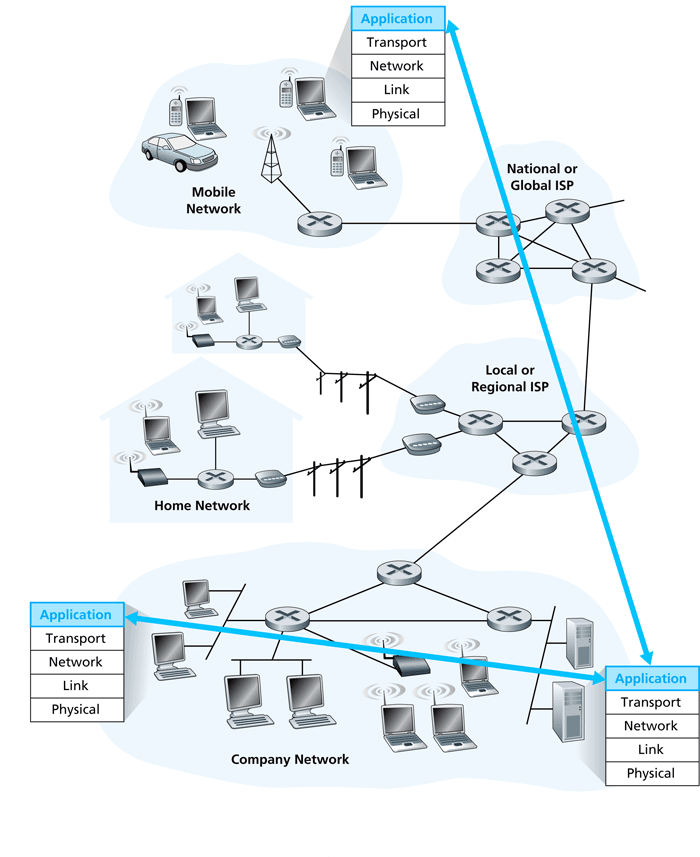 Application
Transport
Network
Link
Physical
Mobile
Network
National or
Global ISP
Local or
Regional ISP
Home Network
Application
Transport
Network
Link
Physical
Application
Transport
Network
Link
Physical
Company Network